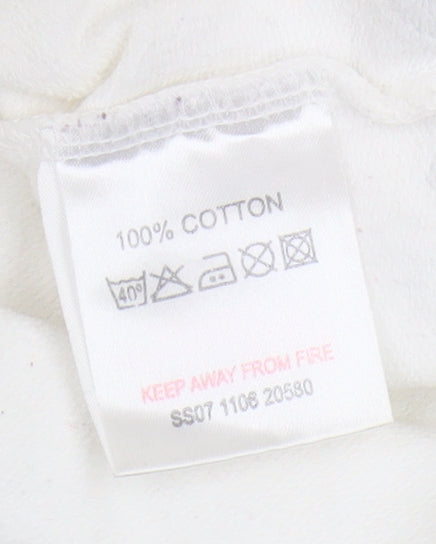 100% COTTON
40°
KEEP AWAY FROM FIRE
SS07 1106 20580